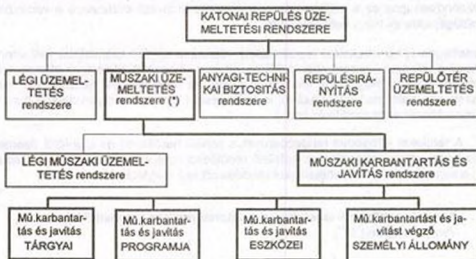 KATONAI REPÜLÉS ÜZE-
MELTETÉSI RENDSZERE
LÉGI ÜZEMEL-
TETÉS
rendszere
MŰSZAKI ÜZE-
MELTETÉS
rendszere (*)
ANYAGI-TECHNI-
KAI BIZTOSITÁS
rendszere
REPÜLÉSIRÁ-
NYÍTÁS
rendszere
REPÜLŐTÉR
ÜZEMELTETÉS
rendszere
LÉGI MŰSZAKI ÜZEMEL-
TETÉS rendszere
MŰSZAKI KARBANTARTÁS ÉS
JAVÍTÁS rendszere
Mű.karbantar-
tás és javítás
TÁRGYAI
Mű.karbantar-
tás és javítás
PROGRAMJA
Mű.karbantar-
tás és javítás
ESZKÖZEI
Mű.karbantartást és ja-
vítást végző
SZEMÉLYI ÁLLOMÁNY